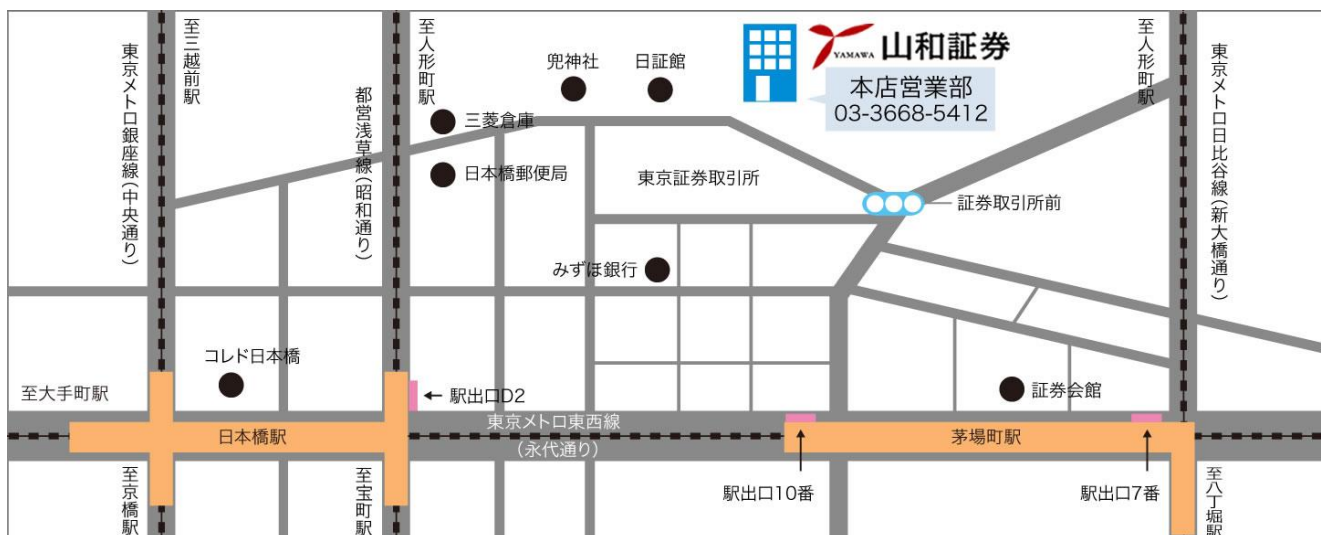 東京メトロ銀座線(中央通り)
至三越前駅
都営浅草線(昭和通り)
至人形町駅
三菱倉庫
日本橋郵便局
兜神社
日証館
YAMAWA 山和証券
本店営業部
03-3668-5412
至人形町駅
東京メトロ日比谷線(新大橋通り)
東京証券取引所
証券取引所前
みずほ銀行
コレド日本橋
至大手町駅
駅出口D2
証券会館
日本橋駅
東京メトロ東西線
(永代通り)
茅場町駅
至京橋駅
至宝町駅
駅出口10番
駅出口7番
至八丁堀駅